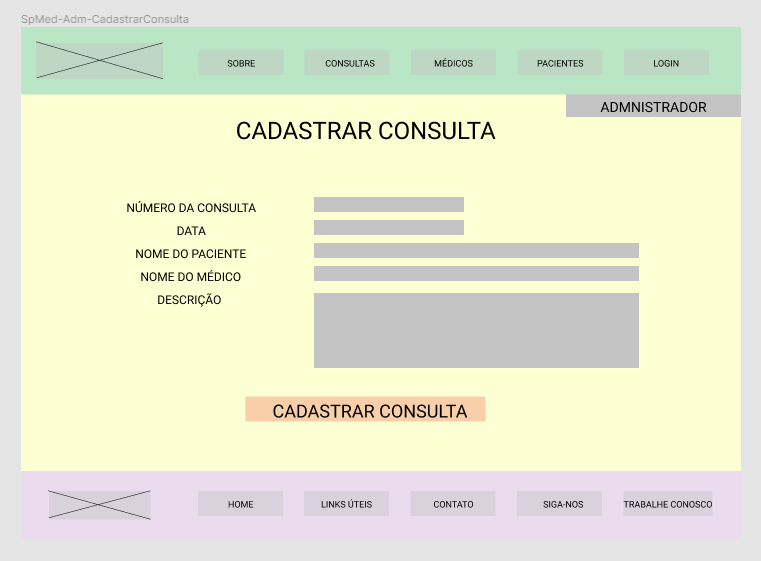 SpMed-Adm-CadastrarConsulta
SOBRE
CONSULTAS
MÉDICOS
PACIENTES
LOGIN
ADMNISTRADOR
CADASTRAR CONSULTA
NÚMERO DA CONSULTA
DATA
NOME DO PACIENTE
NOME DO MÉDICO
DESCRIÇÃO
CADASTRAR CONSULTA
HOME
LINKS ÚTEIS
CONTATO
SIGA-NOS
TRABALHE CONOSCO